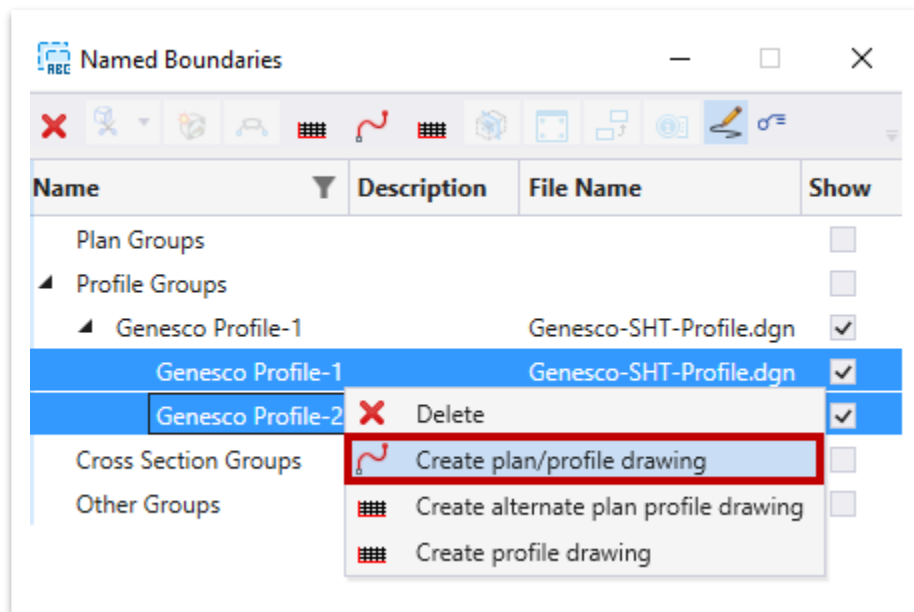 ABC Named Boundaries
Name Description File Name Show
Plan Groups
Profile Groups
Genesco Profile-1 Genesco-SHT-Profile.dgn
Genesco Profile-1 Genesco-SHT-Profile.dgn
Genesco Profile-2
Delete
Cross Section Groups
Create plan/profile drawing
Other Groups
Create alternate plan profile drawing
Create profile drawing